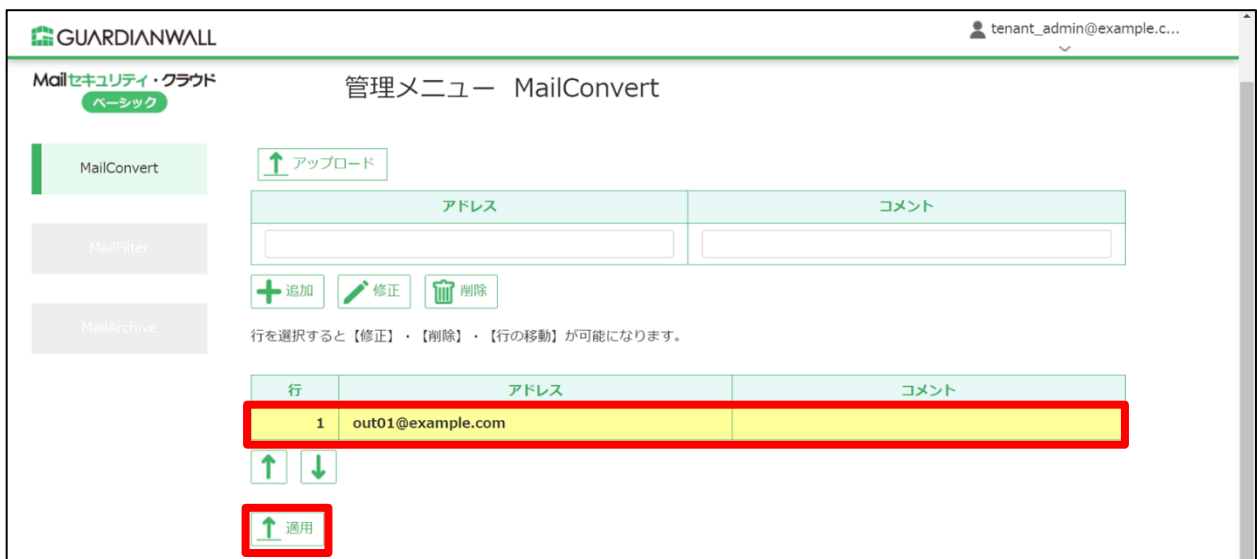 GUARDIANWALL
tenant_admin@example.c...
Mailセキュリティ・クラウド
ベーシック
管理メニュー MailConvert
MailConvert
MailFilter
MailArchive
アップロード
アドレス コメント
追加 修正 削除
行を選択すると【修正】・【削除】・【行の移動】が可能になります。
行 アドレス コメント
1 out01@example.com
適用